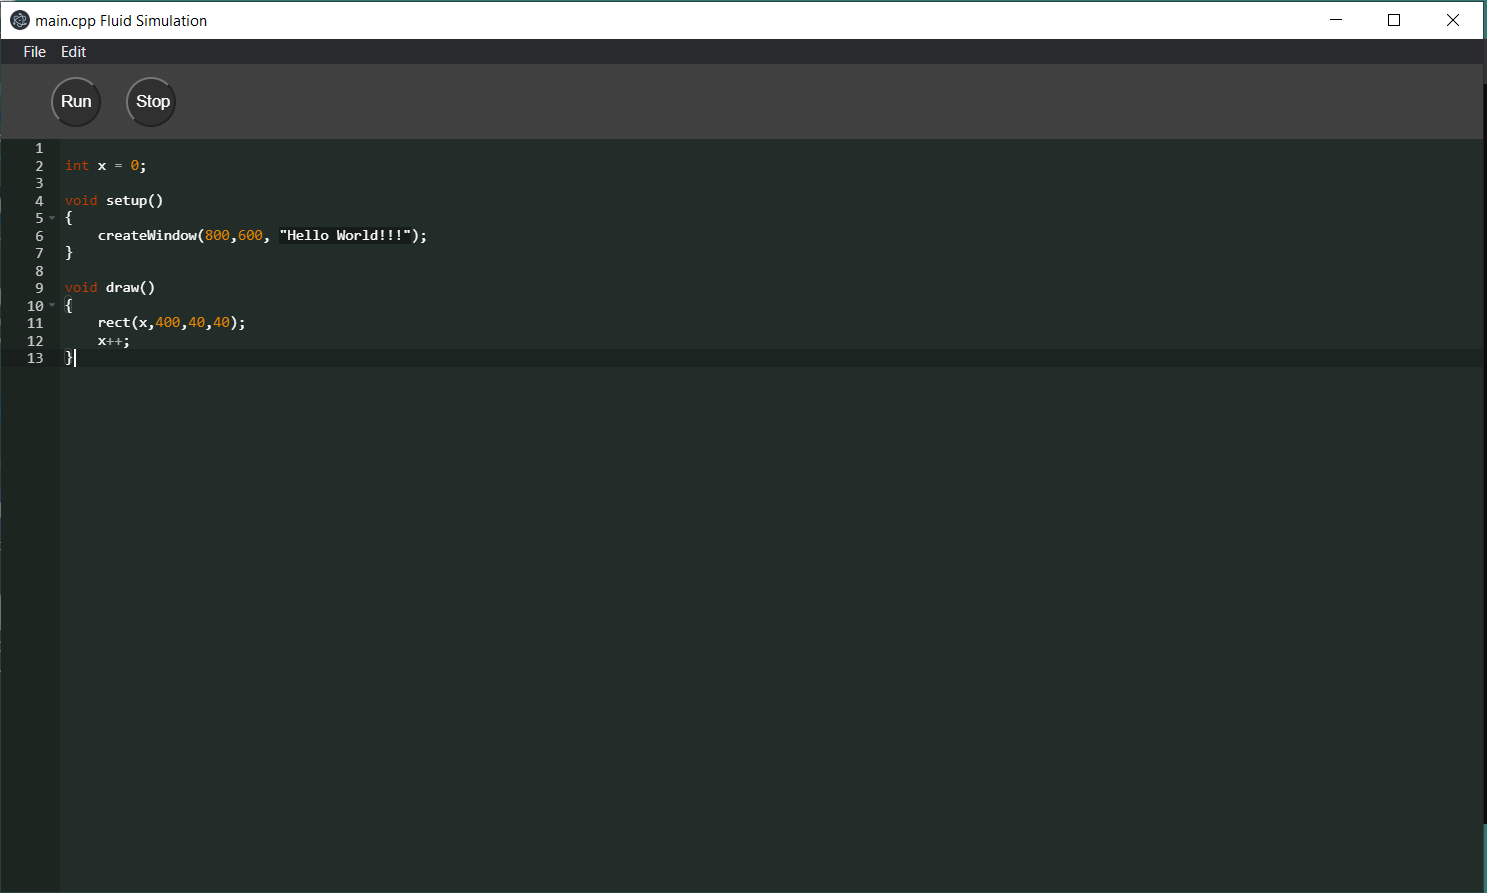 main.cpp Fluid Simulation
File Edit
Run Stop
1
2 int x = 0;
3
4 void setup()
5 {
6     createWindow(800,600, "Hello World!!!");
7 }
8
9 void draw()
10 {
11     rect(x,400,40,40);
12     x++;
13 }